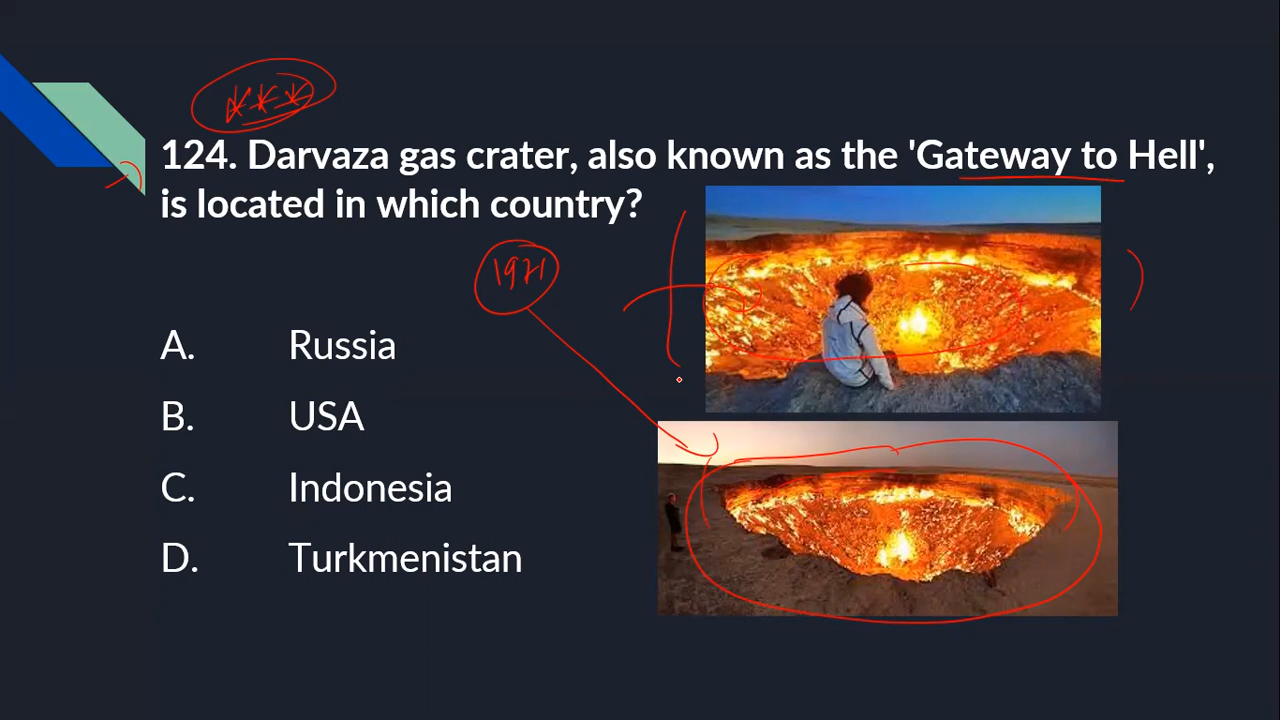 ***
124. Darvaza gas crater, also known as the 'Gateway to Hell',
is located in which country?
1971
A. Russia
B. USA
C. Indonesia
D. Turkmenistan